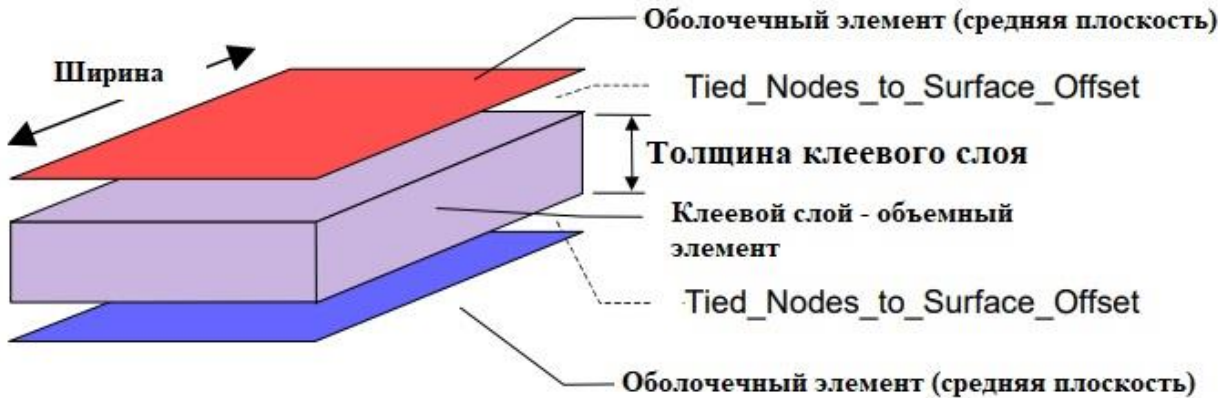 Оболочечный элемент (средняя плоскость)
Ширина
Tied_Nodes_to_Surface_Offset
Толщина клеевого слоя
Клеевой слой - объемный
элемент
Tied_Nodes_to_Surface_Offset
Оболочечный элемент (средняя плоскость)